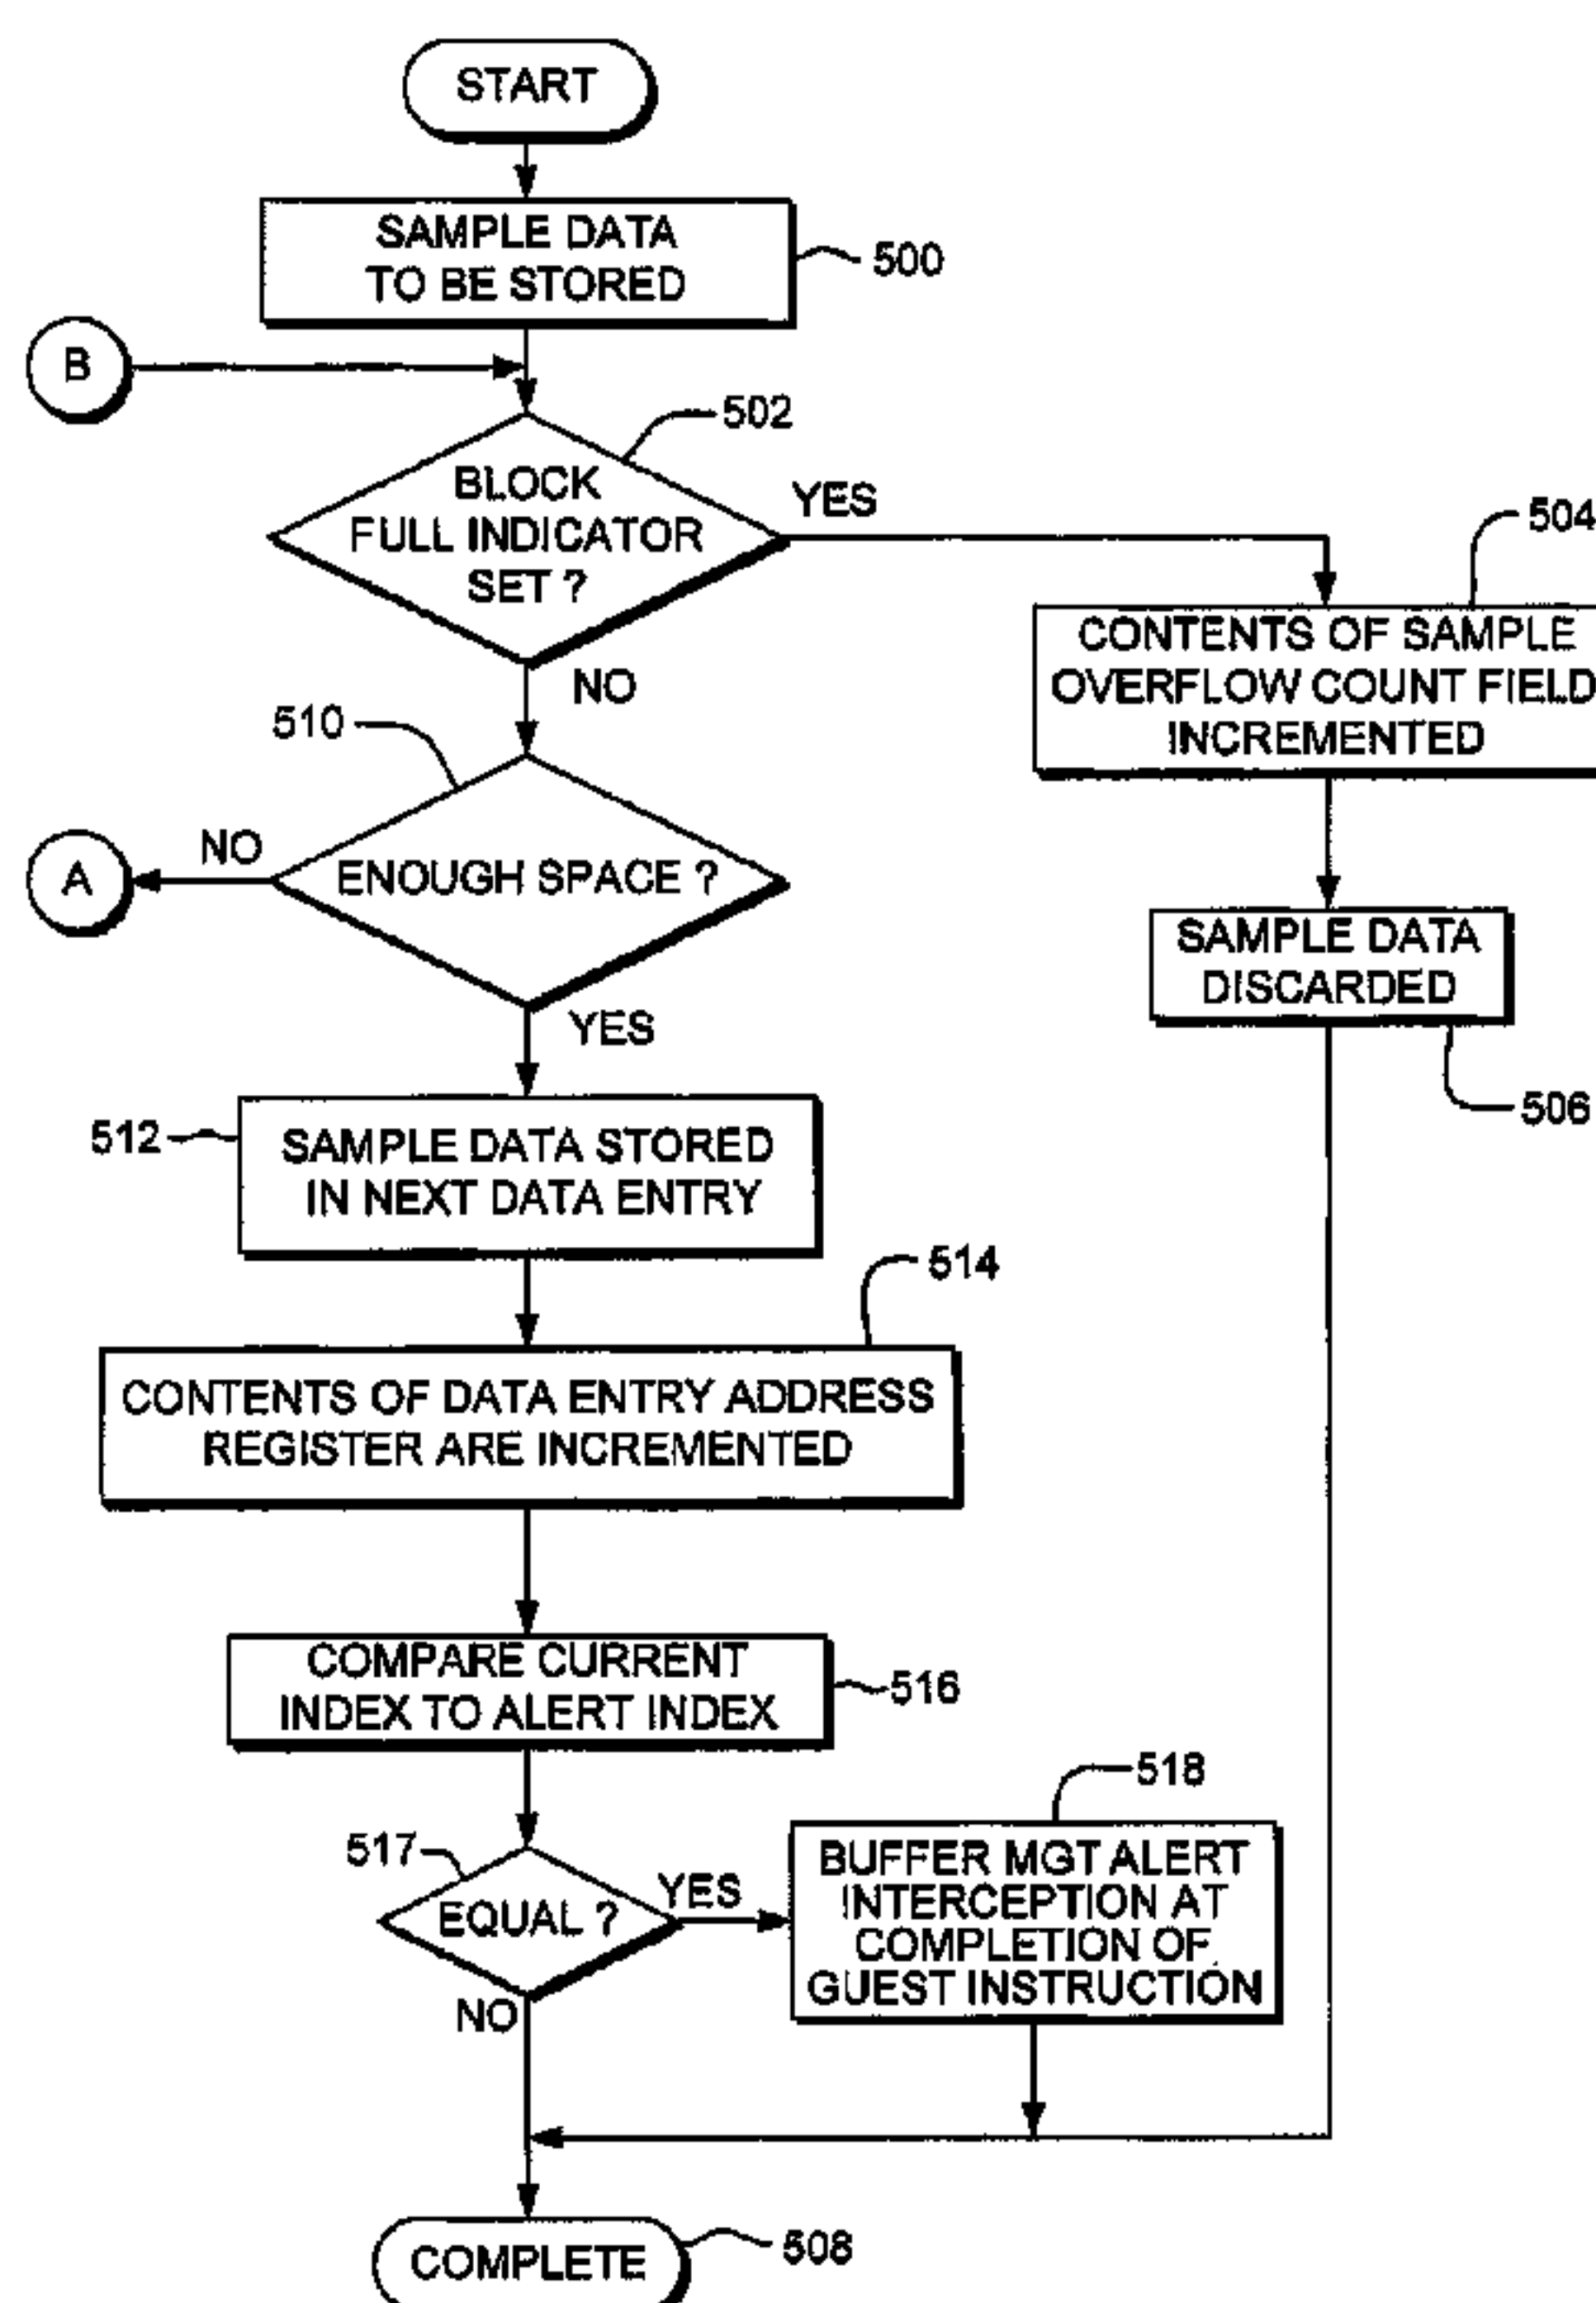 START
SAMPLE DATA
TO BE STORED
500
B
502
BLOCK
FULL INDICATOR
SET ?
YES
504
CONTENTS OF SAMPLE
OVERFLOW COUNT FIELD
INCREMENTED
NO
510
A
NO
ENOUGH SPACE ?
SAMPLE DATA
DISCARDED
506
YES
512
SAMPLE DATA STORED
IN NEXT DATA ENTRY
514
CONTENTS OF DATA ENTRY ADDRESS
REGISTER ARE INCREMENTED
COMPARE CURRENT
INDEX TO ALERT INDEX
516
517
EQUAL ?
YES
518
BUFFER MGT ALERT
INTERCEPTION AT
COMPLETION OF
GUEST INSTRUCTION
NO
COMPLETE
508